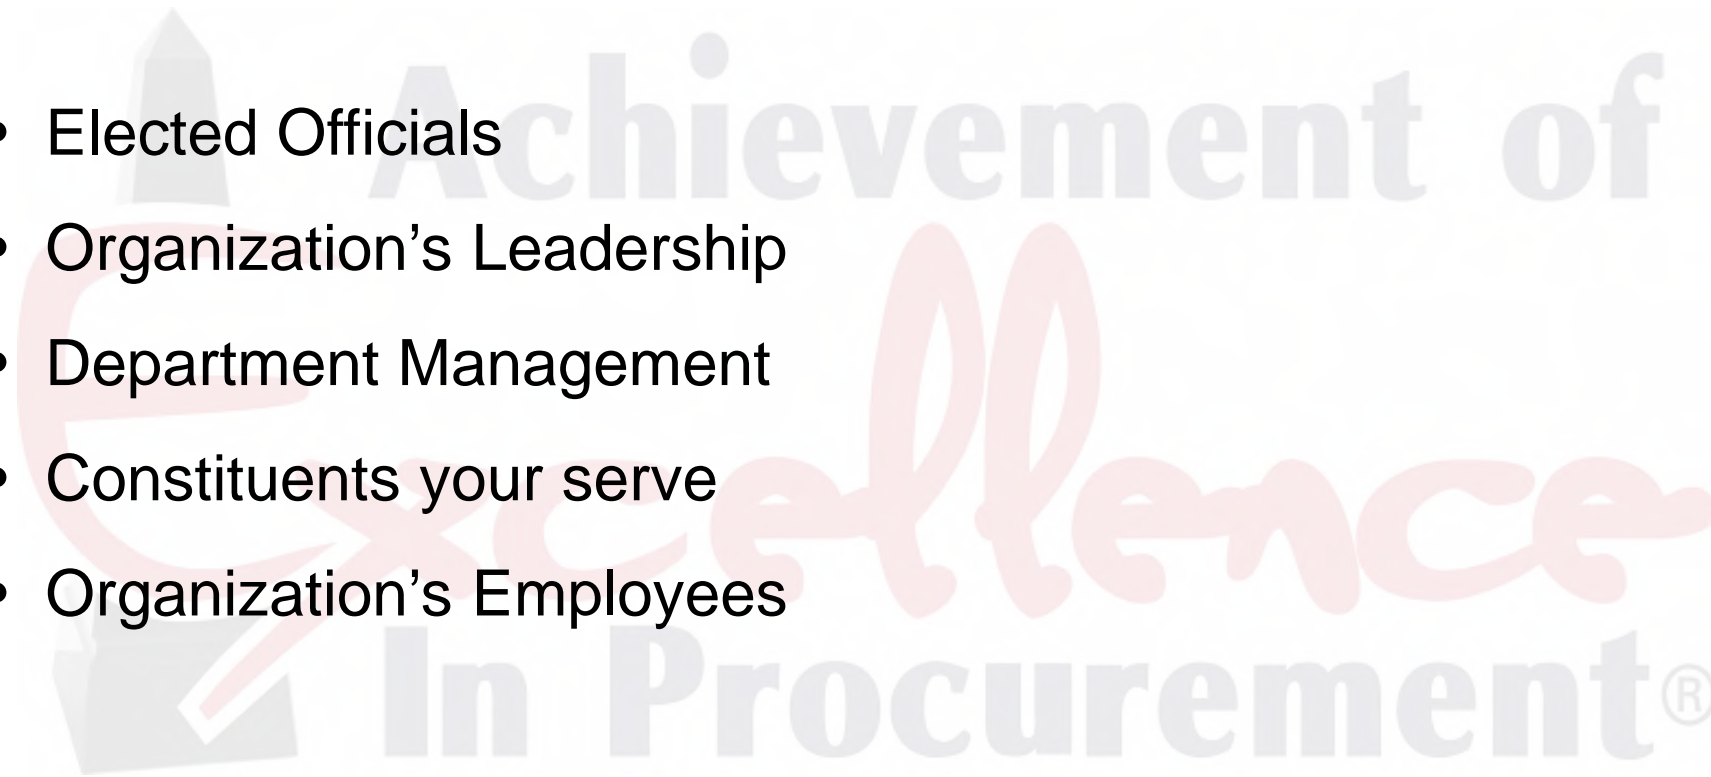 Achievement of
• Elected Officials
• Organization’s Leadership
• Department Management
Excellence
• Constituents your serve
• Organization’s Employees
In Procurement®